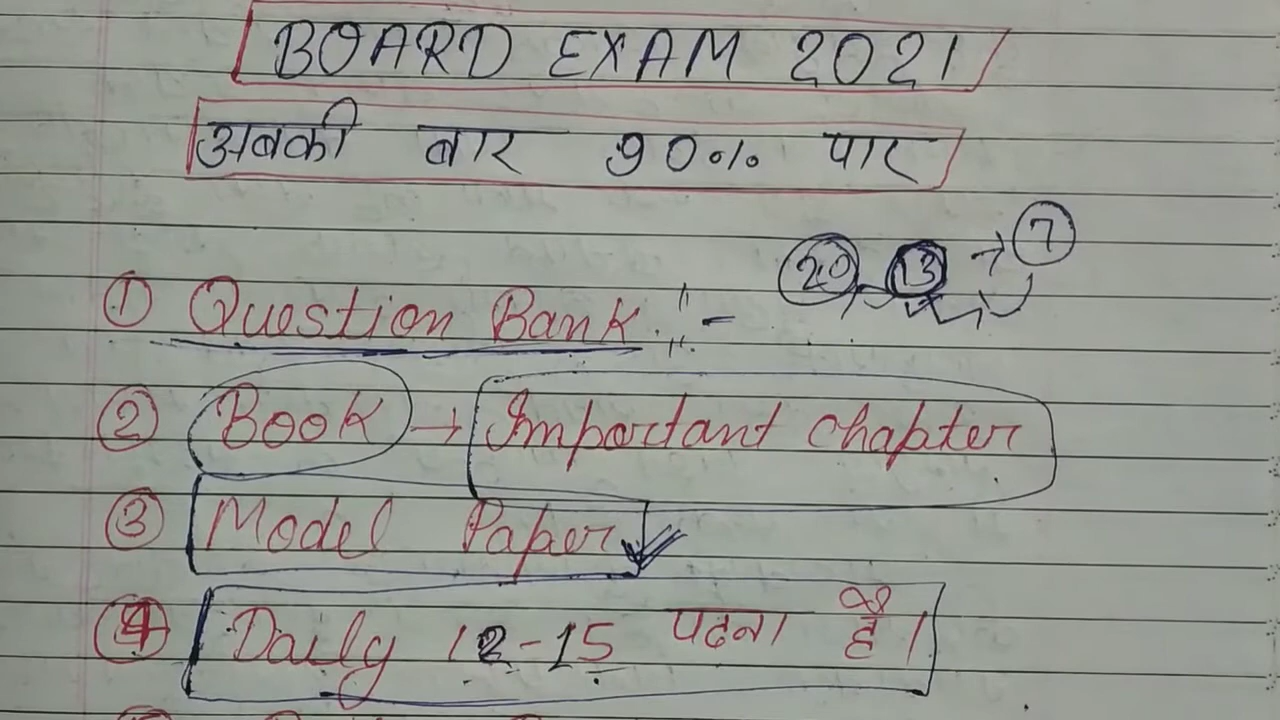 BOARD EXAM 2021
अबकी बार 90% पार
20 13 → 7
① Question Bank :-
② Book → Important chapter
③ Model Paper
④ Daily 12-15 पढना है।